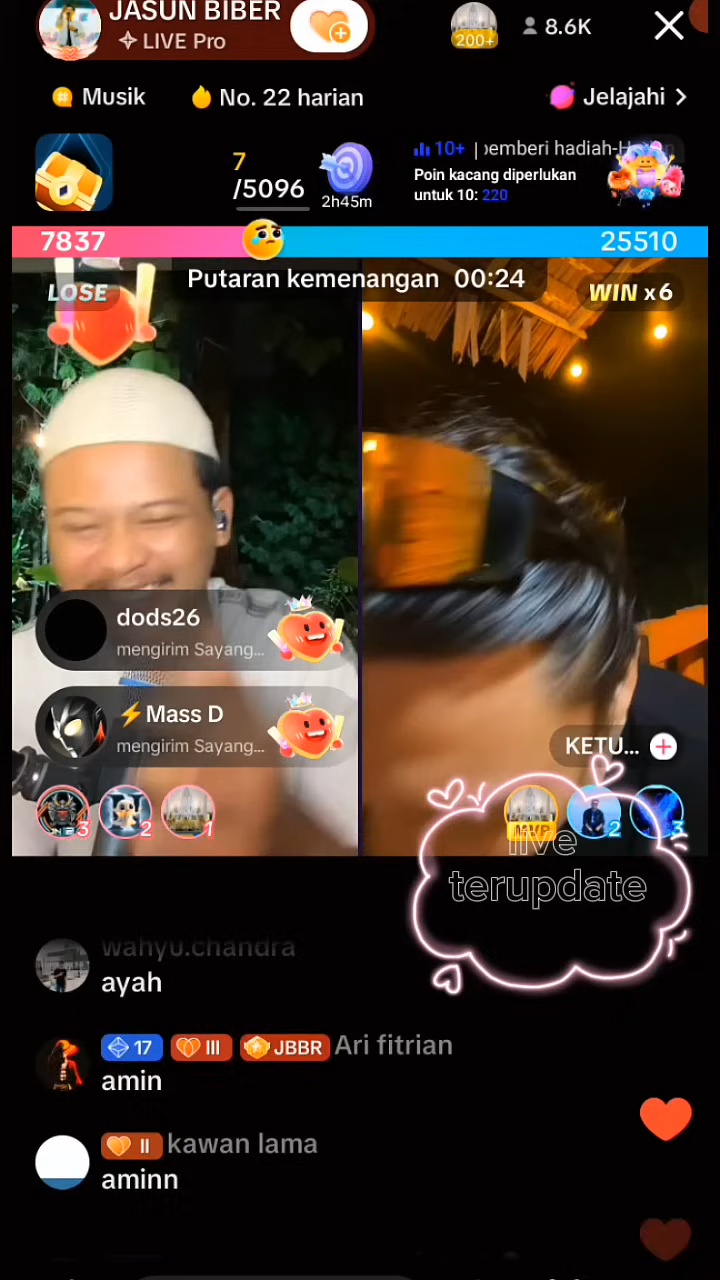 JASUN BIBER
LIVE Pro
200+
8.6K
Musik
No. 22 harian
Jelajahi
7
/5096
2h45m
10+ |
pemberi hadiah-H
Poin kacang diperlukan
untuk 10: 220
7837
25510
Putaran kemenangan 00:24
LOSE
WIN x6
dods26
mengirim Sayang...
Mass D
mengirim Sayang...
KETU...
3
2
1
MVP
2
3
live
terupdate
wahyu.chandra
ayah
17
III
JBBR
Ari fitrian
amin
II
kawan lama
aminn